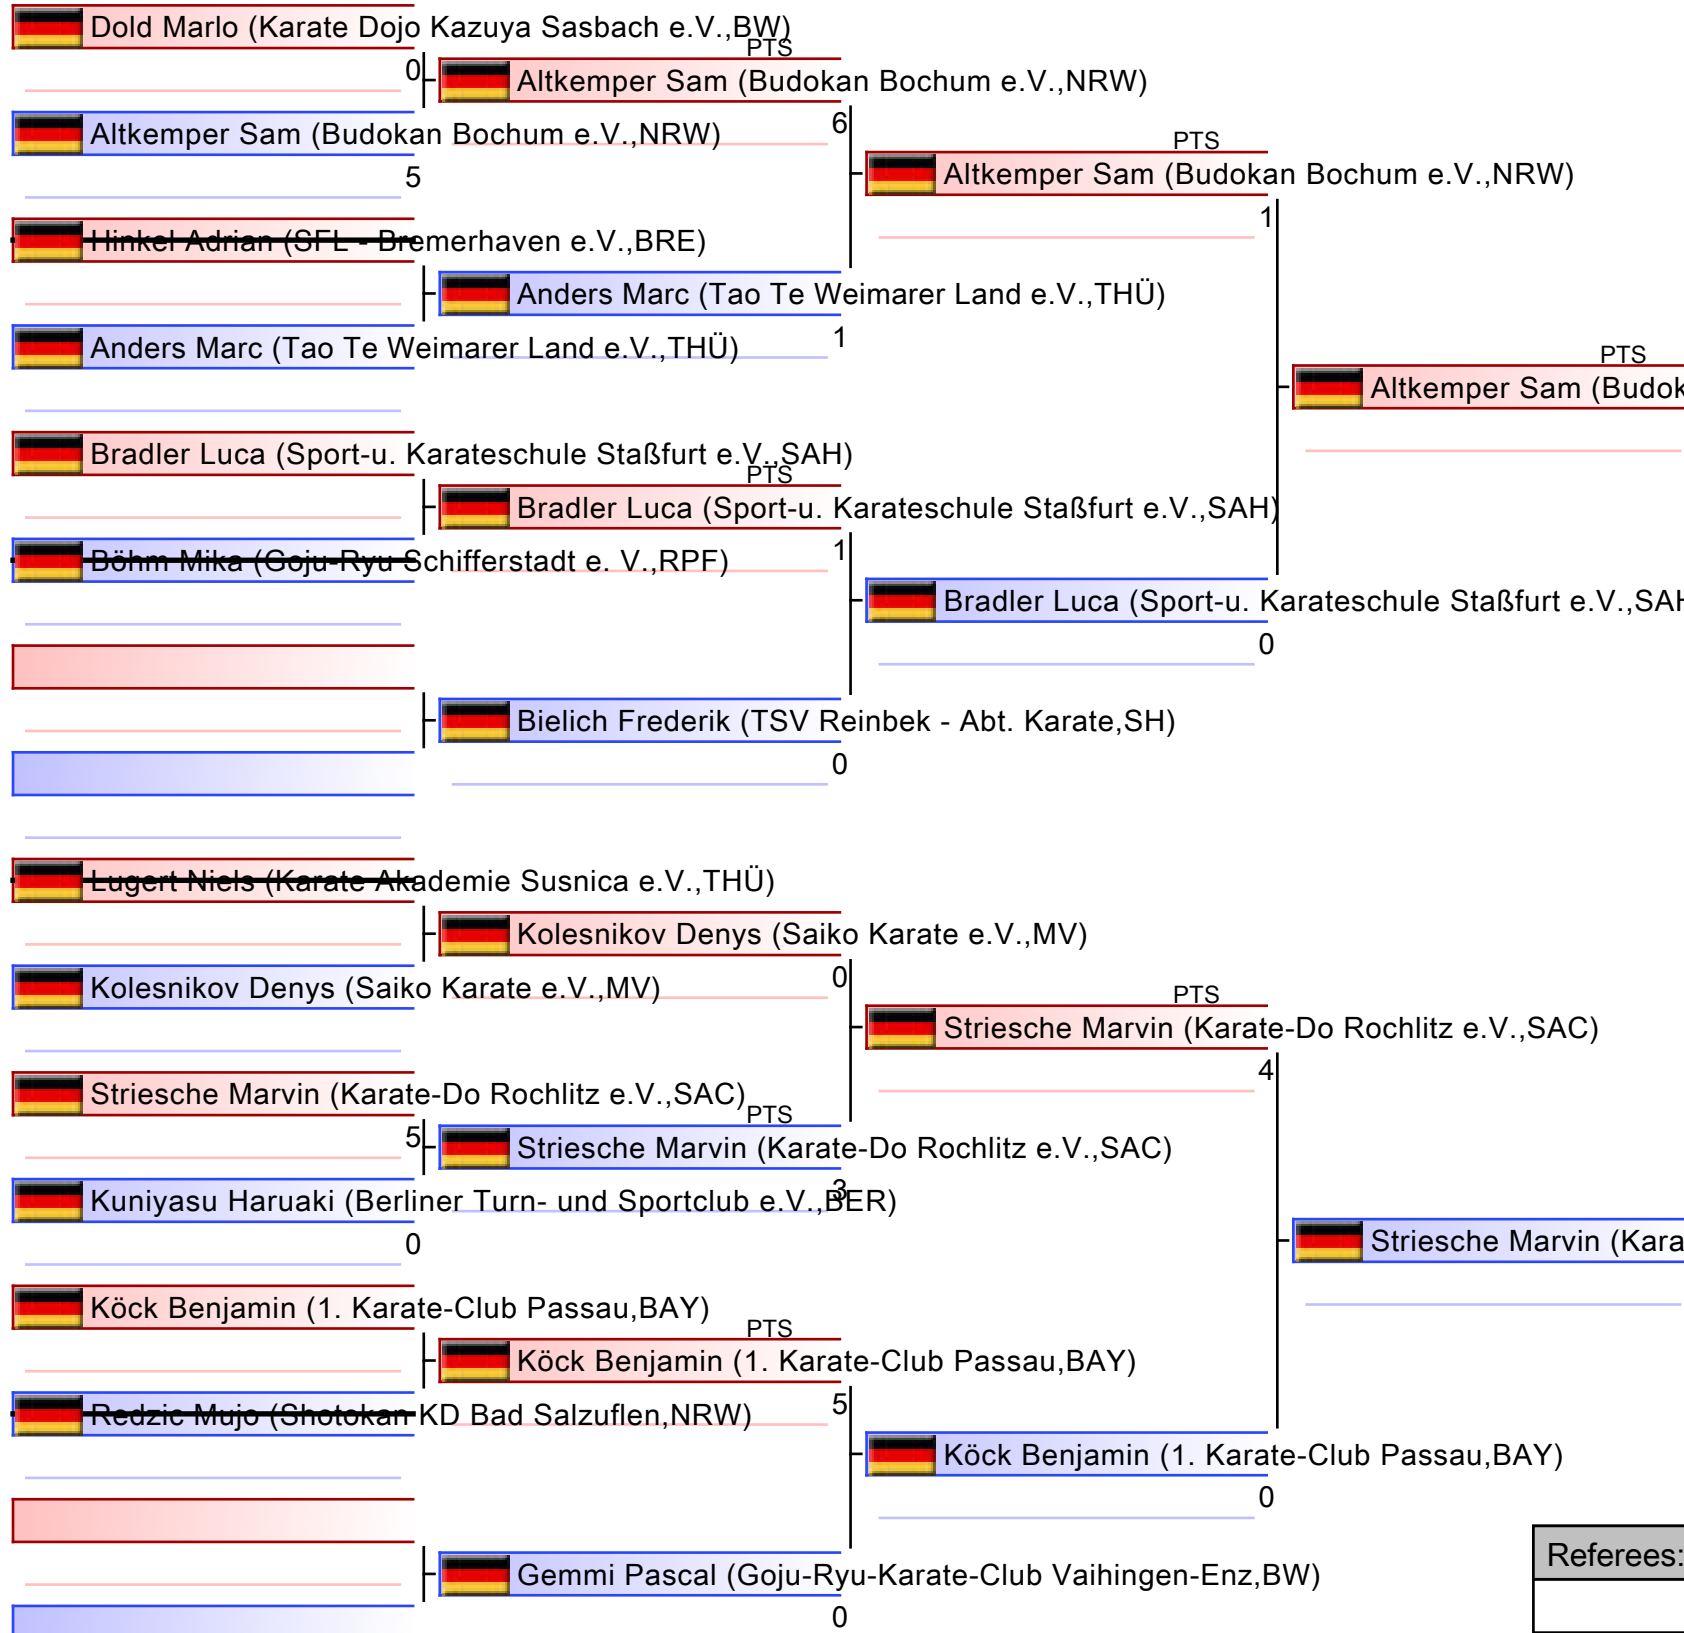 Dold Marlo (Karate Dojo Kazuya Sasbach e.V.,BW)
PTS
0
Altkemper Sam (Budokan Bochum e.V.,NRW)
6
Altkemper Sam (Budokan Bochum e.V.,NRW)
5
PTS
Altkemper Sam (Budokan Bochum e.V.,NRW)
1
Hinkel Adrian (SFL - Bremerhaven e.V.,BRE)
Anders Marc (Tao Te Weimarer Land e.V.,THÜ)
1
Anders Marc (Tao Te Weimarer Land e.V.,THÜ)
PTS
Altkemper Sam (Budok
Bradler Luca (Sport-u. Karateschule Staßfurt e.V.,SAH)
PTS
Bradler Luca (Sport-u. Karateschule Staßfurt e.V.,SAH)
1
Böhm Mika (Goju-Ryu Schifferstadt e. V.,RPF)
Bradler Luca (Sport-u. Karateschule Staßfurt e.V.,SAH
0
Bielich Frederik (TSV Reinbek - Abt. Karate,SH)
0
Lugert Niels (Karate Akademie Susnica e.V.,THÜ)
Kolesnikov Denys (Saiko Karate e.V.,MV)
0
Kolesnikov Denys (Saiko Karate e.V.,MV)
PTS
Striesche Marvin (Karate-Do Rochlitz e.V.,SAC)
4
Striesche Marvin (Karate-Do Rochlitz e.V.,SAC)
PTS
5
Striesche Marvin (Karate-Do Rochlitz e.V.,SAC)
3
Kuniyasu Haruaki (Berliner Turn- und Sportclub e.V.,BER)
0
Striesche Marvin (Kara
Köck Benjamin (1. Karate-Club Passau,BAY)
PTS
Köck Benjamin (1. Karate-Club Passau,BAY)
5
Redzic Mujo (Shotokan KD Bad Salzuflen,NRW)
Köck Benjamin (1. Karate-Club Passau,BAY)
0
Gemmi Pascal (Goju-Ryu-Karate-Club Vaihingen-Enz,BW)
0
Referees: